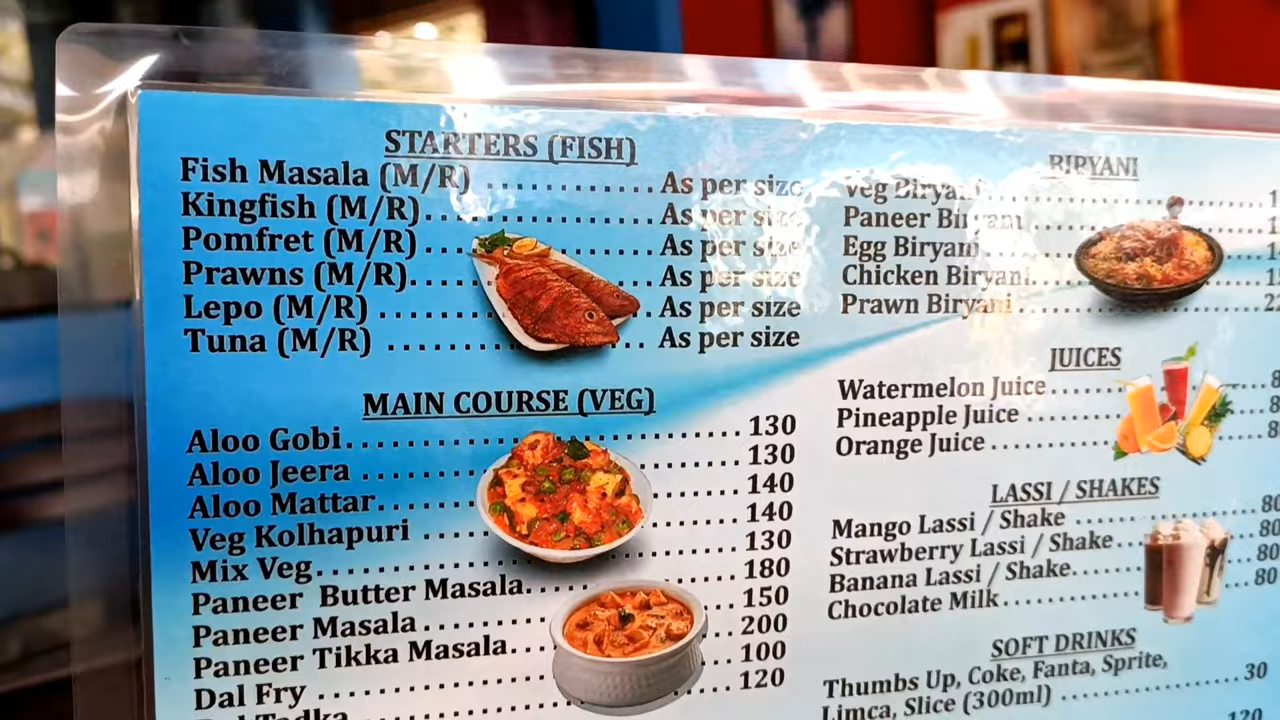 STARTERS (FISH)
Fish Masala (M/R) .................. As per size
Kingfish (M/R)........................ As per size
Pomfret (M/R).... As per size
Prawns (M/R)..... As per size
Lepo (M/R) ....... As per size
Tuna (M/R) ............... As per size
MAIN COURSE (VEG)
Aloo Gobi........................ 130
Aloo Jeera ............ 130
Aloo Mattar............ 140
Veg Kolhapuri ....... 140
Mix Veg................... 130
Paneer Butter Masala..... 180
Paneer Masala ........... 150
Paneer Tikka Masala..... 200
Dal Fry .................. 100
Dal Tadka 120
BIRYANI
Veg Biryani
Paneer Biryani
Egg Biryani
Chicken Biryani
Prawn Biryani
JUICES
Watermelon Juice
Pineapple Juice
Orange Juice
LASSI / SHAKES
Mango Lassi / Shake .................. 80
Strawberry Lassi / Shake.... 80
Banana Lassi / Shake....... 80
Chocolate Milk............... 80
SOFT DRINKS
Thumbs Up, Coke, Fanta, Sprite,
Limca, Slice (300ml) .................. 30
120